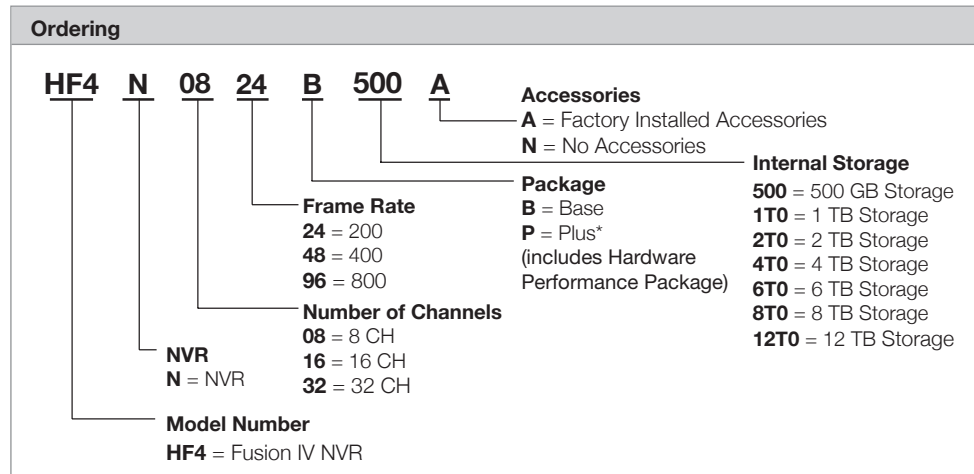 Ordering
HF4 N 08 24 B 500 A
Accessories
A = Factory Installed Accessories
N = No Accessories
Internal Storage
500 = 500 GB Storage
1T0 = 1 TB Storage
2T0 = 2 TB Storage
4T0 = 4 TB Storage
6T0 = 6 TB Storage
8T0 = 8 TB Storage
12T0 = 12 TB Storage
Package
B = Base
P = Plus*
(includes Hardware
Performance Package)
Frame Rate
24 = 200
48 = 400
96 = 800
Number of Channels
08 = 8 CH
16 = 16 CH
32 = 32 CH
NVR
N = NVR
Model Number
HF4 = Fusion IV NVR